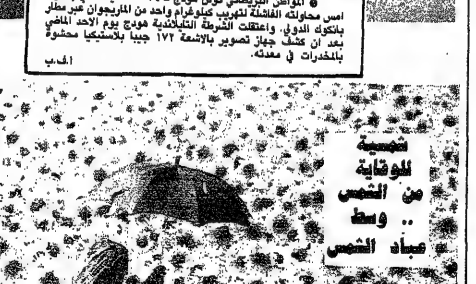 المواطن البريطاني
امس محاولته الفاشلة لتهريب كيلوغرام واحد من الماريجوان عبر مطار
بانكوك الدولي. واعتقلت الشرطة التايلاندية هودج يوم الاحد الماضي
بعد ان كشف جهاز تصوير بالاشعة ١٧٢ جيبا بلاستيكيا محشوة
بالمخدرات في معدته.
ا.ف.ب
شمسية
للوقاية
من الشمس
.. وسط
عباد الشمس